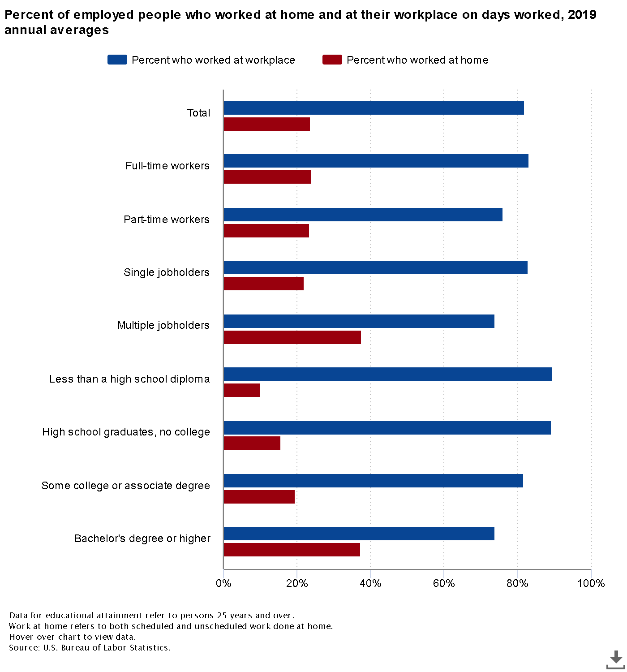 Percent of employed people who worked at home and at their workplace on days worked, 2019
annual averages
Percent who worked at workplace
Percent who worked at home
Total
Full-time workers
Part-time workers
Single jobholders
Multiple jobholders
Less than a high school diploma
High school graduates, no college
Some college or associate degree
Bachelor's degree or higher
0%
20%
40%
60%
80%
100%
Data for educational attainment refer to persons 25 years and over.
Work at home refers to both scheduled and unscheduled work done at home.
Hover over chart to view data.
Source: U.S. Bureau of Labor Statistics.